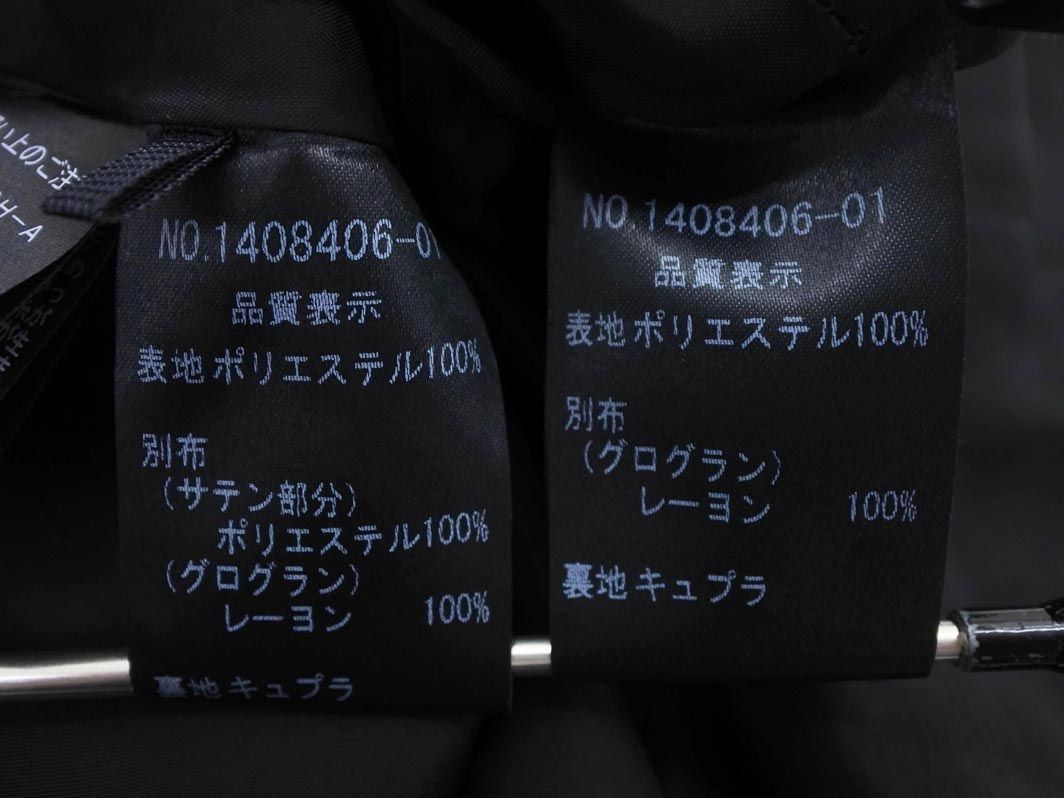 NO.1408406-01
品質表示
表地ポリエステル100%
別布
(サテン部分)
ポリエステル100%
(グログラン)
レーヨン 100%
裏地キュプラ
NO.1408406-01
品質表示
表地ポリエステル100%
別布
(グログラン)
レーヨン 100%
裏地キュプラ
上のご注
H-A